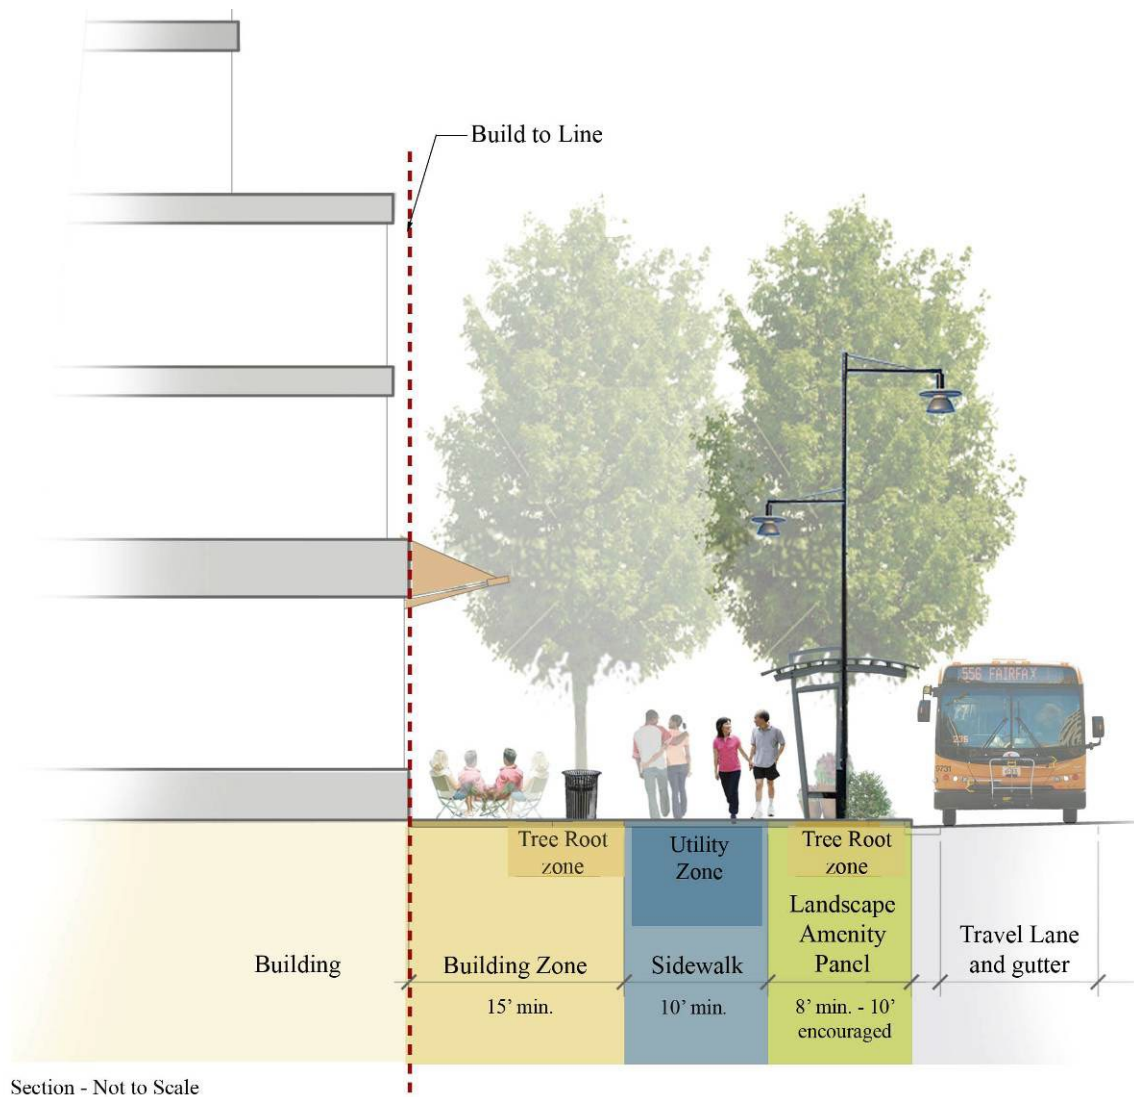 Build to Line
556 FAIRFAX
Tree Root
zone
Utility
Zone
Tree Root
zone
Landscape
Amenity
Panel
Building
Building Zone
Sidewalk
Travel Lane
and gutter
15' min.
10' min.
8' min. - 10'
encouraged
Section - Not to Scale